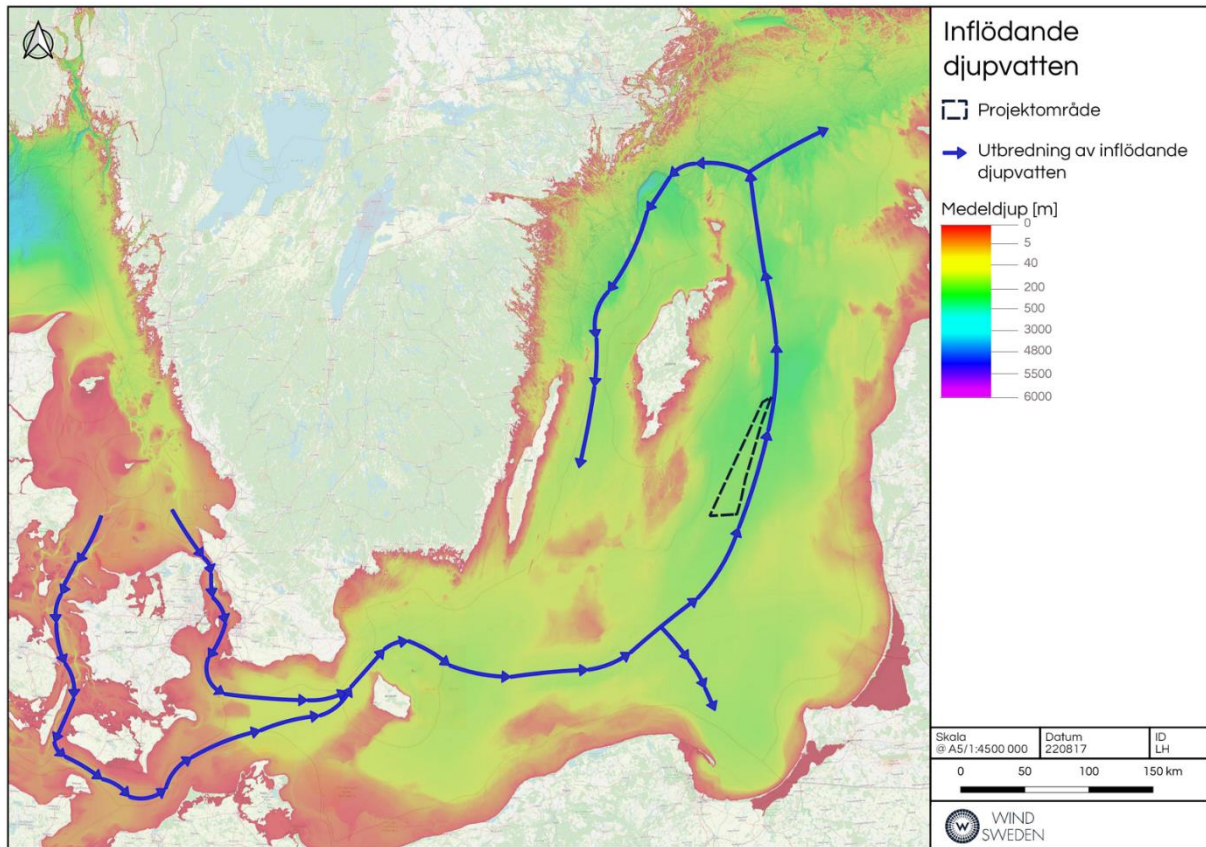 Inflödande
djupvatten
Projektområde
Utbredning av inflödande
djupvatten
Medeldjup [m]
0
5
40
200
500
3000
4800
5500
6000
Skala
@ A5/1:4500 000
Datum
220817
ID
LH
0 50 100 150 km
W
WIND
SWEDEN